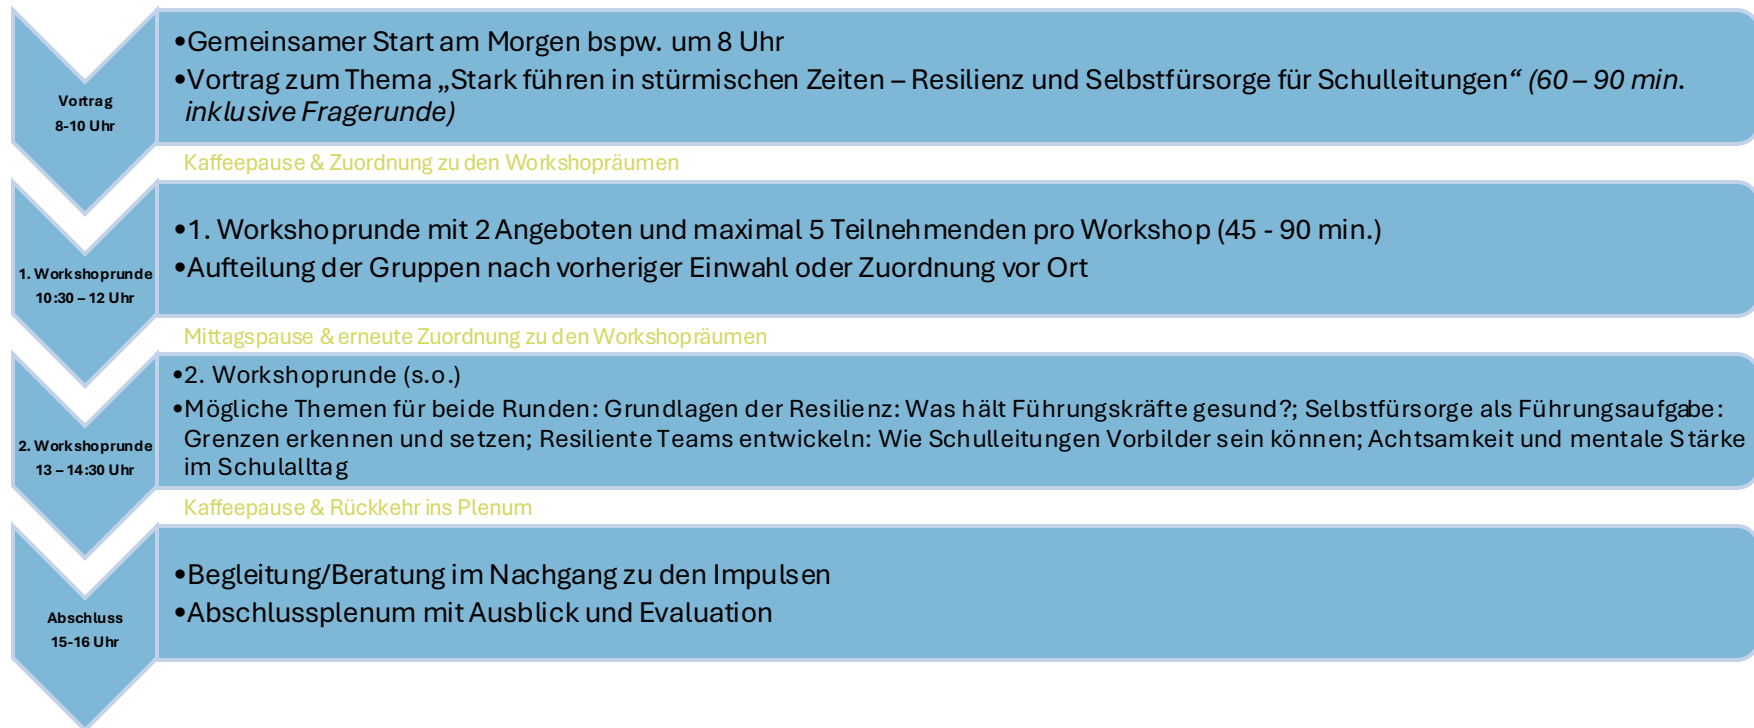 Vortrag
8-10 Uhr
•Gemeinsamer Start am Morgen bspw. um 8 Uhr
•Vortrag zum Thema „Stark führen in stürmischen Zeiten – Resilienz und Selbstfürsorge für Schulleitungen“ (60 – 90 min.
inklusive Fragerunde)
Kaffeepause & Zuordnung zu den Workshopräumen
1. Workshoprunde
10:30 – 12 Uhr
•1. Workshoprunde mit 2 Angeboten und maximal 5 Teilnehmenden pro Workshop (45 - 90 min.)
•Aufteilung der Gruppen nach vorheriger Einwahl oder Zuordnung vor Ort
Mittagspause & erneute Zuordnung zu den Workshopräumen
2. Workshoprunde
13 – 14:30 Uhr
•2. Workshoprunde (s.o.)
•Mögliche Themen für beide Runden: Grundlagen der Resilienz: Was hält Führungskräfte gesund?; Selbstfürsorge als Führungsaufgabe:
Grenzen erkennen und setzen; Resiliente Teams entwickeln: Wie Schulleitungen Vorbilder sein können; Achtsamkeit und mentale Stärke
im Schulalltag
Kaffeepause & Rückkehr ins Plenum
Abschluss
15-16 Uhr
•Begleitung/Beratung im Nachgang zu den Impulsen
•Abschlussplenum mit Ausblick und Evaluation